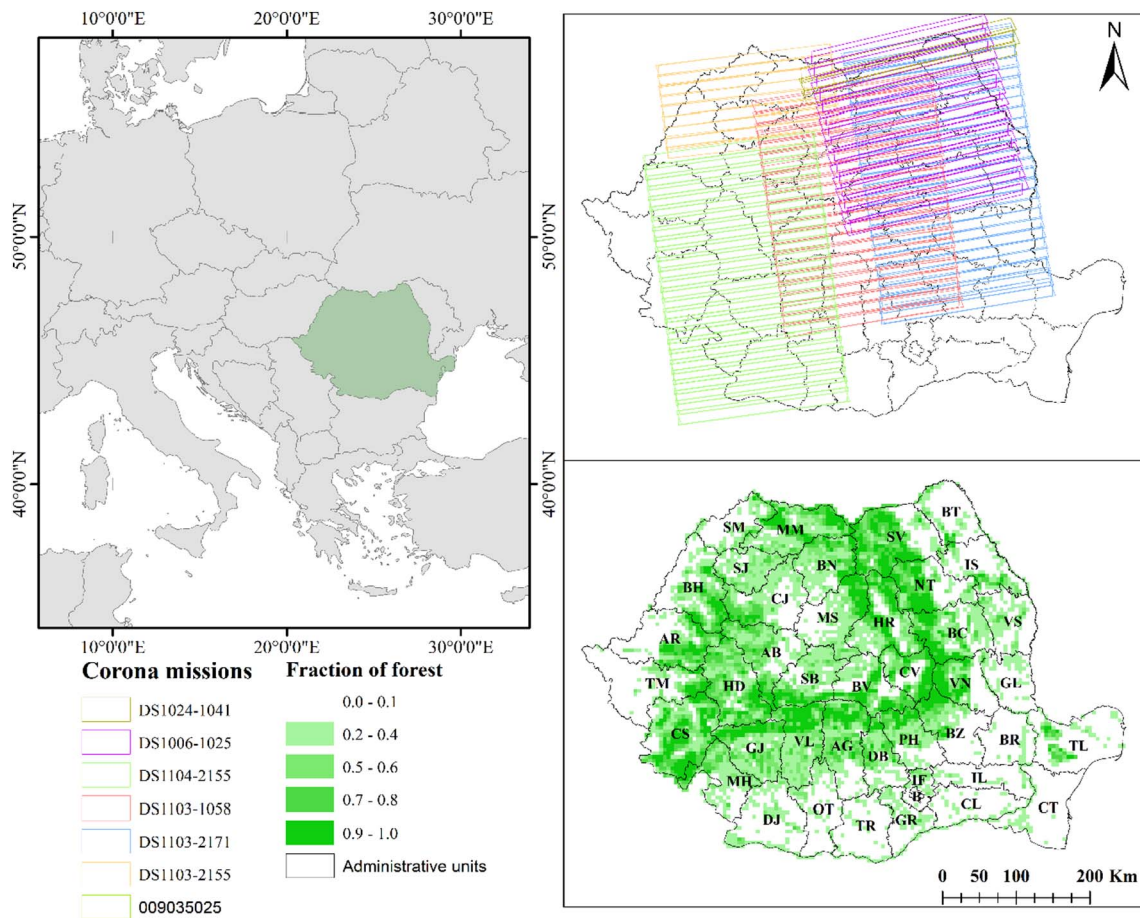 10°0'0"E 20°0'0"E 30°0'0"E
50°0'0"N
40°0'0"N
50°0'0"N
40°0'0"N
10°0'0"E 20°0'0"E 30°0'0"E
Corona missions
DS1024-1041
DS1006-1025
DS1104-2155
DS1103-1058
DS1103-2171
DS1103-2155
009035025
Fraction of forest
0.0 - 0.1
0.2 - 0.4
0.5 - 0.6
0.7 - 0.8
0.9 - 1.0
Administrative units
N
BT
SM MM SV
SJ BN IS
BH NT
CJ
MS HR VS
AR BC
AB
TM HD SB BV CV VN GL
CS
GJ VL AG PH BZ BR TL
DB
MH IF IL
B
DJ OT TR GR CL CT
0 50 100 200 Km